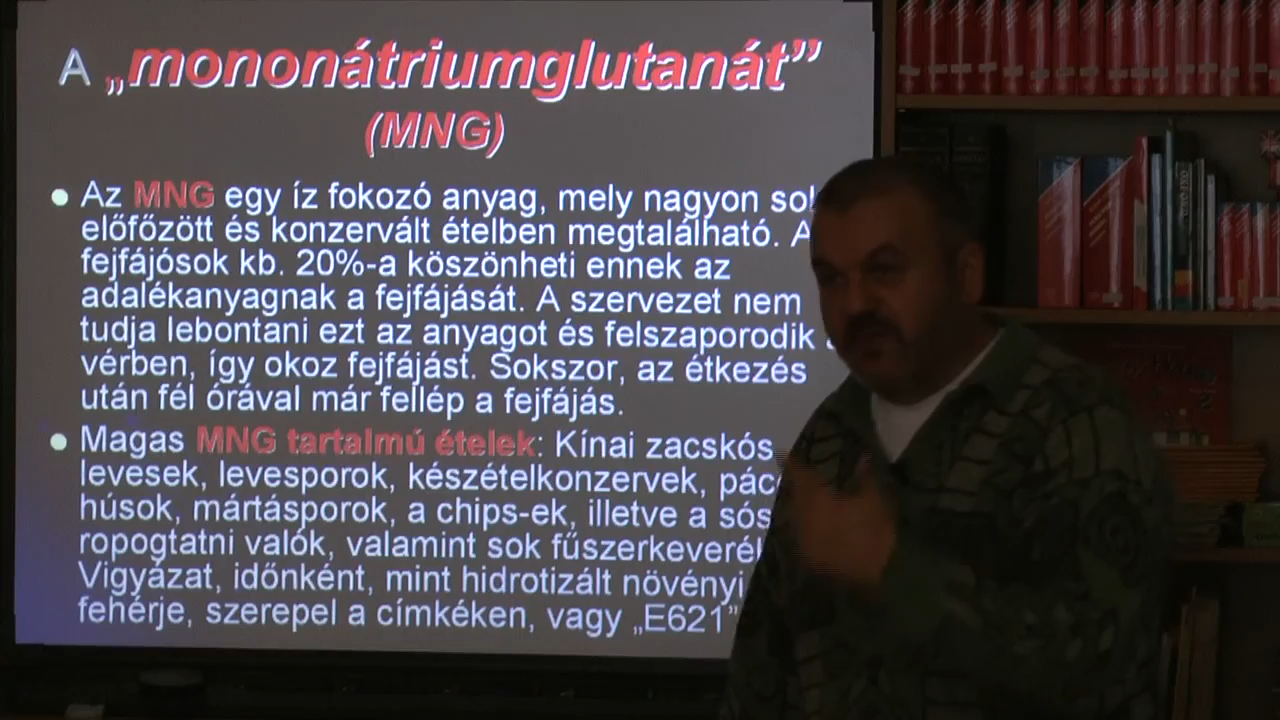 A „mononátriumglutanát”
(MNG)
Az MNG egy íz fokozó anyag, mely nagyon
előfőzött és konzervált ételben megtalálható. A
fejfájósok kb. 20%-a köszönheti ennek az
adalékanyagnak a fejfájását. A szervezet nem
tudja lebontani ezt az anyagot és felszaporodik
vérben, így okoz fejfájást. Sokszor, az étkezés
után fél órával már fellép a fejfájás.
Magas MNG tartalmú ételek: Kínai zacskós
levesek, levesporok, készételkonzervek,
húsok, mártásporok, a chips-ek, illetve a sós
ropogtatni valók, valamint sok
Vigyázat, időnként, mint hidrotizált növényi
fehérje, szerepel a címkéken, vagy „E621”